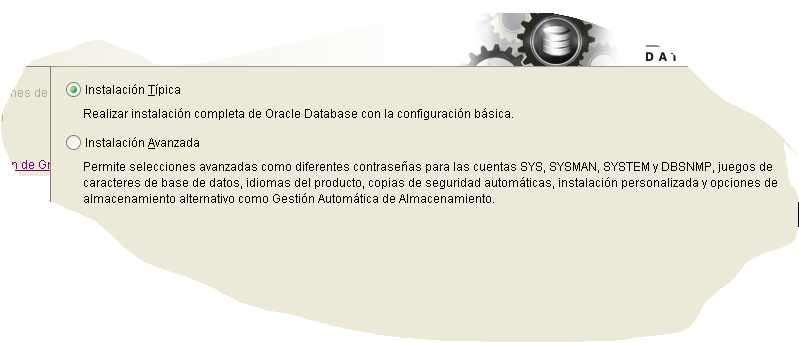 DAT
nes de
Instalación Típica
Realizar instalación completa de Oracle Database con la configuración básica.
Instalación Avanzada
n de Gr
Permite selecciones avanzadas como diferentes contraseñas para las cuentas SYS, SYSMAN, SYSTEM y DBSNMP, juegos de
caracteres de base de datos, idiomas del producto, copias de seguridad automáticas, instalación personalizada y opciones de
almacenamiento alternativo como Gestión Automática de Almacenamiento.